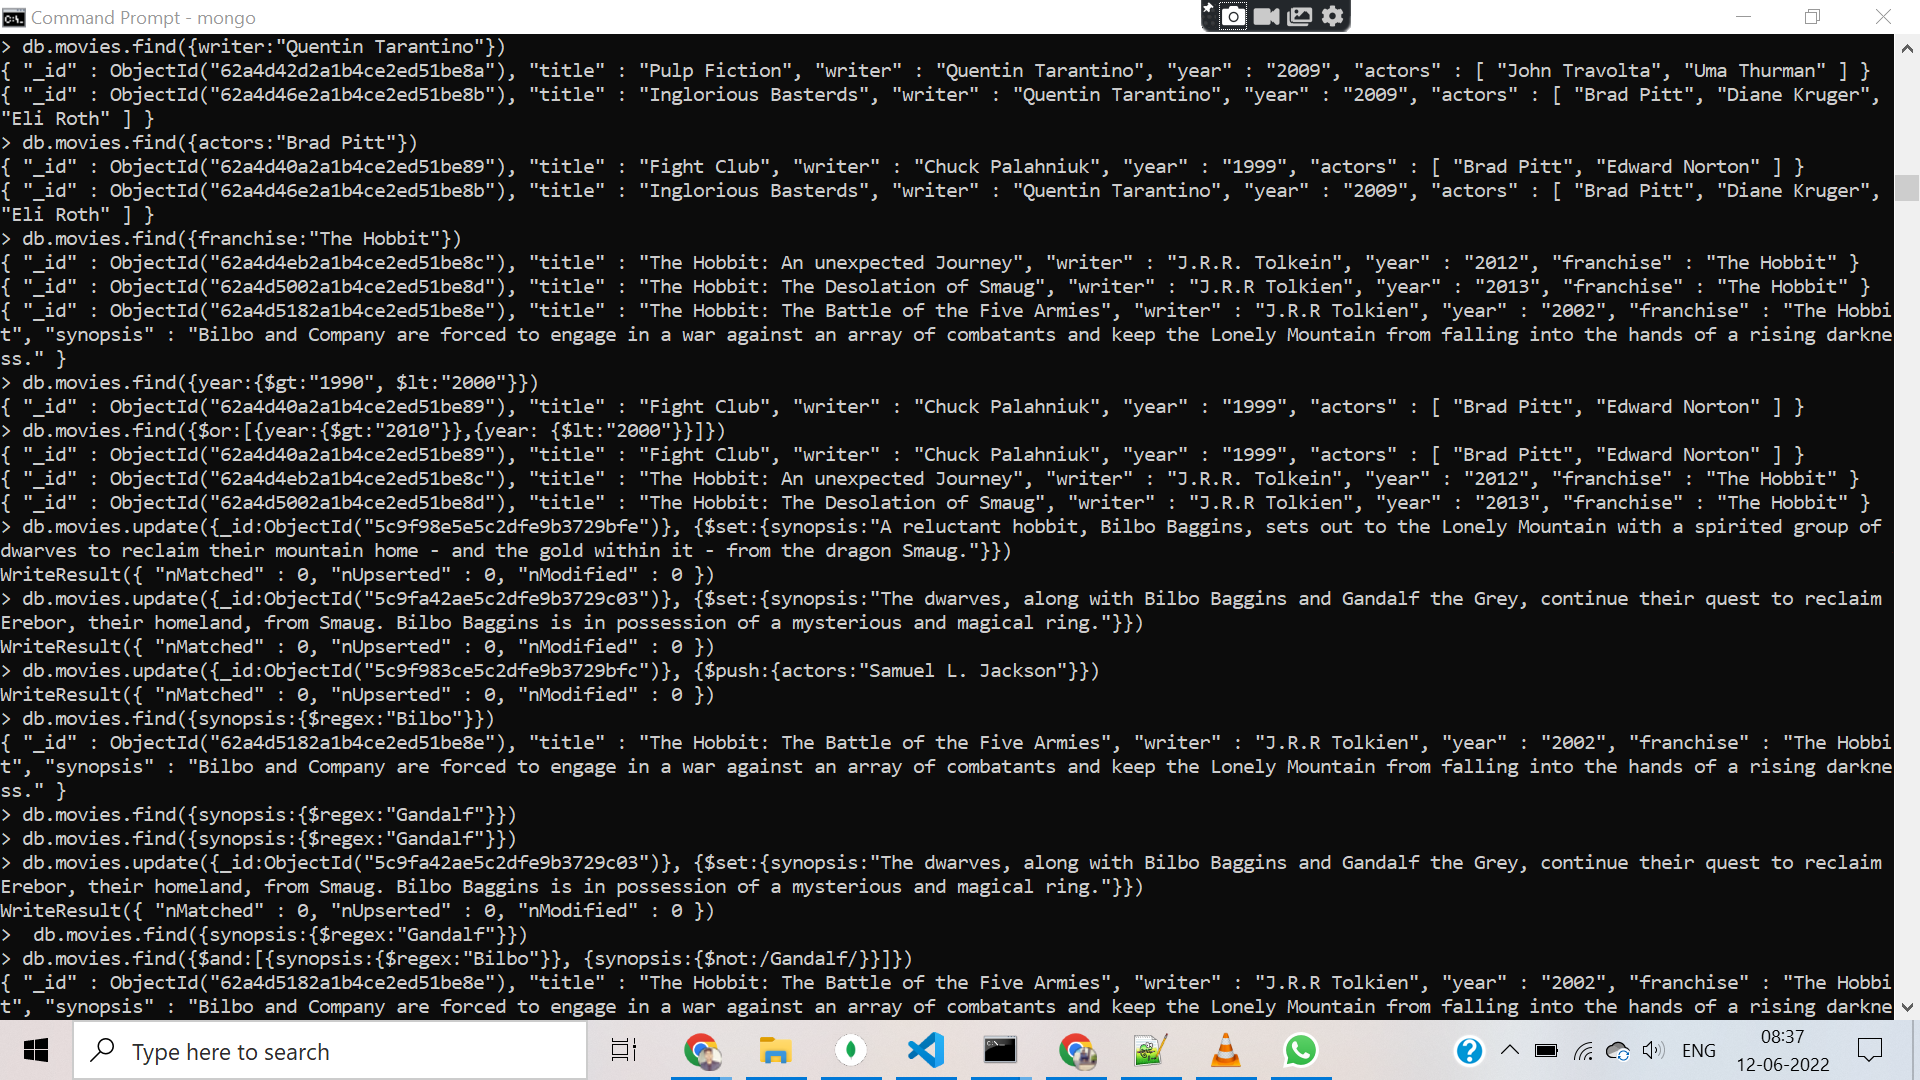 Command Prompt - mongo
> db.movies.find({writer:"Quentin Tarantino"})
{ "_id" : ObjectId("62a4d42d2a1b4ce2ed51be8a"), "title" : "Pulp Fiction", "writer" : "Quentin Tarantino", "year" : "2009", "actors" : [ "John Travolta", "Uma Thurman" ] }
{ "_id" : ObjectId("62a4d46e2a1b4ce2ed51be8b"), "title" : "Inglorious Basterds", "writer" : "Quentin Tarantino", "year" : "2009", "actors" : [ "Brad Pitt", "Diane Kruger",
"Eli Roth" ] }
> db.movies.find({actors:"Brad Pitt"})
{ "_id" : ObjectId("62a4d40a2a1b4ce2ed51be89"), "title" : "Fight Club", "writer" : "Chuck Palahniuk", "year" : "1999", "actors" : [ "Brad Pitt", "Edward Norton" ] }
{ "_id" : ObjectId("62a4d46e2a1b4ce2ed51be8b"), "title" : "Inglorious Basterds", "writer" : "Quentin Tarantino", "year" : "2009", "actors" : [ "Brad Pitt", "Diane Kruger",
"Eli Roth" ] }
> db.movies.find({franchise:"The Hobbit"})
{ "_id" : ObjectId("62a4d4eb2a1b4ce2ed51be8c"), "title" : "The Hobbit: An unexpected Journey", "writer" : "J.R.R. Tolkein", "year" : "2012", "franchise" : "The Hobbit" }
{ "_id" : ObjectId("62a4d5002a1b4ce2ed51be8d"), "title" : "The Hobbit: The Desolation of Smaug", "writer" : "J.R.R Tolkien", "year" : "2013", "franchise" : "The Hobbit" }
{ "_id" : ObjectId("62a4d5182a1b4ce2ed51be8e"), "title" : "The Hobbit: The Battle of the Five Armies", "writer" : "J.R.R Tolkien", "year" : "2002", "franchise" : "The Hobbi
t", "synopsis" : "Bilbo and Company are forced to engage in a war against an array of combatants and keep the Lonely Mountain from falling into the hands of a rising darkne
ss." }
> db.movies.find({year:{$gt:"1990", $lt:"2000"}})
{ "_id" : ObjectId("62a4d40a2a1b4ce2ed51be89"), "title" : "Fight Club", "writer" : "Chuck Palahniuk", "year" : "1999", "actors" : [ "Brad Pitt", "Edward Norton" ] }
> db.movies.find({$or:[{year:{$gt:"2010"}},{year: {$lt:"2000"}}]})
{ "_id" : ObjectId("62a4d40a2a1b4ce2ed51be89"), "title" : "Fight Club", "writer" : "Chuck Palahniuk", "year" : "1999", "actors" : [ "Brad Pitt", "Edward Norton" ] }
{ "_id" : ObjectId("62a4d4eb2a1b4ce2ed51be8c"), "title" : "The Hobbit: An unexpected Journey", "writer" : "J.R.R. Tolkein", "year" : "2012", "franchise" : "The Hobbit" }
{ "_id" : ObjectId("62a4d5002a1b4ce2ed51be8d"), "title" : "The Hobbit: The Desolation of Smaug", "writer" : "J.R.R Tolkien", "year" : "2013", "franchise" : "The Hobbit" }
> db.movies.update({_id:ObjectId("5c9f98e5e5c2dfe9b3729bfe")}, {$set:{synopsis:"A reluctant hobbit, Bilbo Baggins, sets out to the Lonely Mountain with a spirited group of
dwarves to reclaim their mountain home - and the gold within it - from the dragon Smaug."}})
WriteResult({ "nMatched" : 0, "nUpserted" : 0, "nModified" : 0 })
> db.movies.update({_id:ObjectId("5c9fa42ae5c2dfe9b3729c03")}, {$set:{synopsis:"The dwarves, along with Bilbo Baggins and Gandalf the Grey, continue their quest to reclaim
Erebor, their homeland, from Smaug. Bilbo Baggins is in possession of a mysterious and magical ring."}})
WriteResult({ "nMatched" : 0, "nUpserted" : 0, "nModified" : 0 })
> db.movies.update({_id:ObjectId("5c9f983ce5c2dfe9b3729bfc")}, {$push:{actors:"Samuel L. Jackson"}})
WriteResult({ "nMatched" : 0, "nUpserted" : 0, "nModified" : 0 })
> db.movies.find({synopsis:{$regex:"Bilbo"}})
{ "_id" : ObjectId("62a4d5182a1b4ce2ed51be8e"), "title" : "The Hobbit: The Battle of the Five Armies", "writer" : "J.R.R Tolkien", "year" : "2002", "franchise" : "The Hobbi
t", "synopsis" : "Bilbo and Company are forced to engage in a war against an array of combatants and keep the Lonely Mountain from falling into the hands of a rising darkne
ss." }
> db.movies.find({synopsis:{$regex:"Gandalf"}})
> db.movies.find({synopsis:{$regex:"Gandalf"}})
> db.movies.update({_id:ObjectId("5c9fa42ae5c2dfe9b3729c03")}, {$set:{synopsis:"The dwarves, along with Bilbo Baggins and Gandalf the Grey, continue their quest to reclaim
Erebor, their homeland, from Smaug. Bilbo Baggins is in possession of a mysterious and magical ring."}})
WriteResult({ "nMatched" : 0, "nUpserted" : 0, "nModified" : 0 })
>  db.movies.find({synopsis:{$regex:"Gandalf"}})
> db.movies.find({$and:[{synopsis:{$regex:"Bilbo"}}, {synopsis:{$not:/Gandalf/}}]})
{ "_id" : ObjectId("62a4d5182a1b4ce2ed51be8e"), "title" : "The Hobbit: The Battle of the Five Armies", "writer" : "J.R.R Tolkien", "year" : "2002", "franchise" : "The Hobbi
t", "synopsis" : "Bilbo and Company are forced to engage in a war against an array of combatants and keep the Lonely Mountain from falling into the hands of a rising darkne
Type here to search
ENG
08:37
12-06-2022